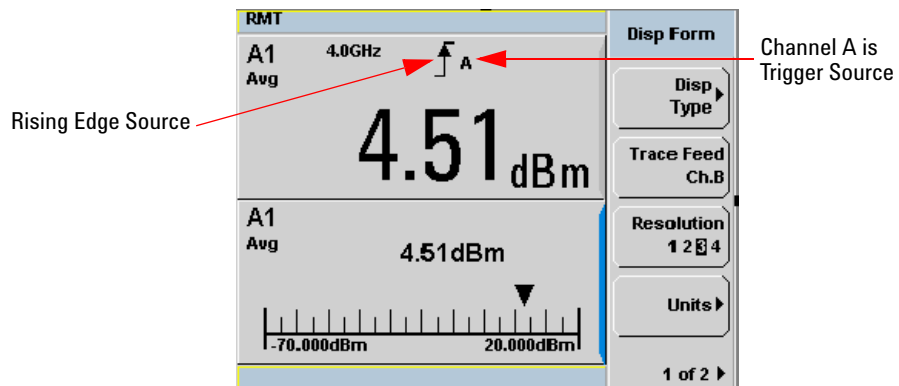 RMT
Disp Form
A1
4.0GHz
A
Avg
Channel A is
Trigger Source
Disp
Type
Rising Edge Source
4.51
dBm
Trace Feed
Ch.B
A1
Avg
4.51dBm
Resolution
1 2 3 4
Units
-70.000dBm
20.000dBm
1 of 2